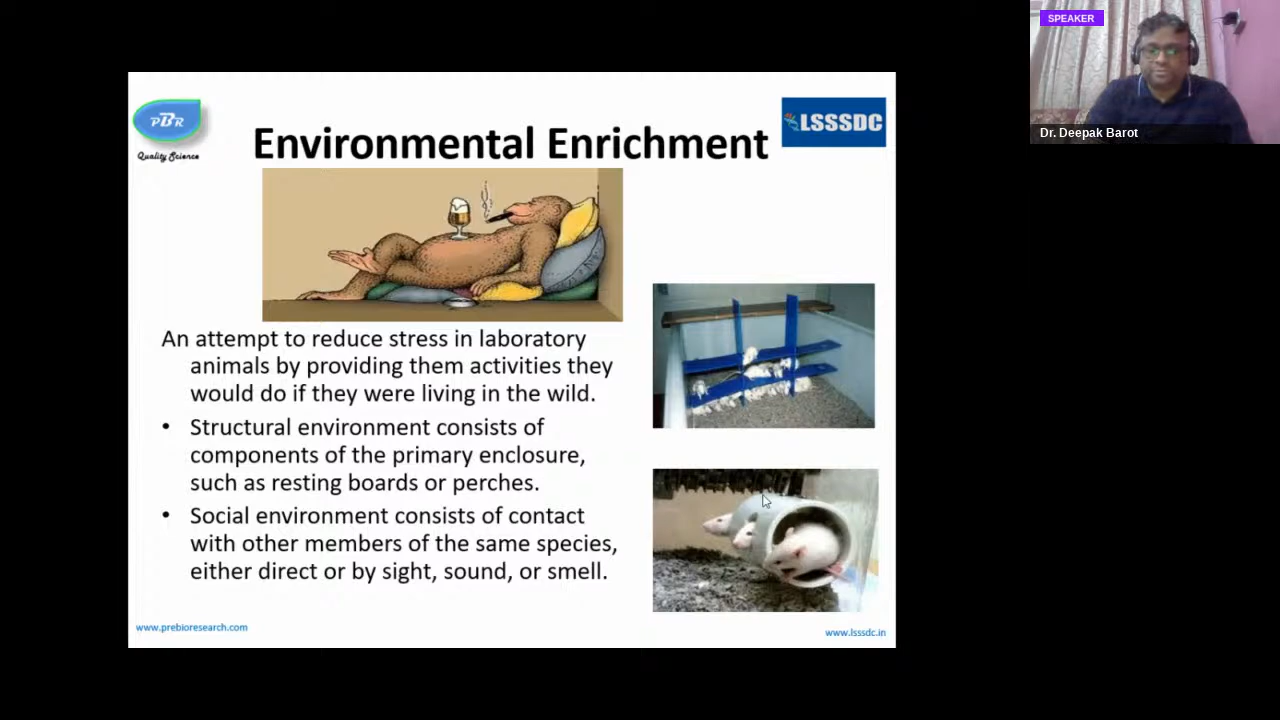 SPEAKER
Dr. Deepak Barot
PBR
Quality Science
LSSSDC
Environmental Enrichment
An attempt to reduce stress in laboratory
animals by providing them activities they
would do if they were living in the wild.
• Structural environment consists of
components of the primary enclosure,
such as resting boards or perches.
• Social environment consists of contact
with other members of the same species,
either direct or by sight, sound, or smell.
www.prebioresearch.com
www.lsssdc.in